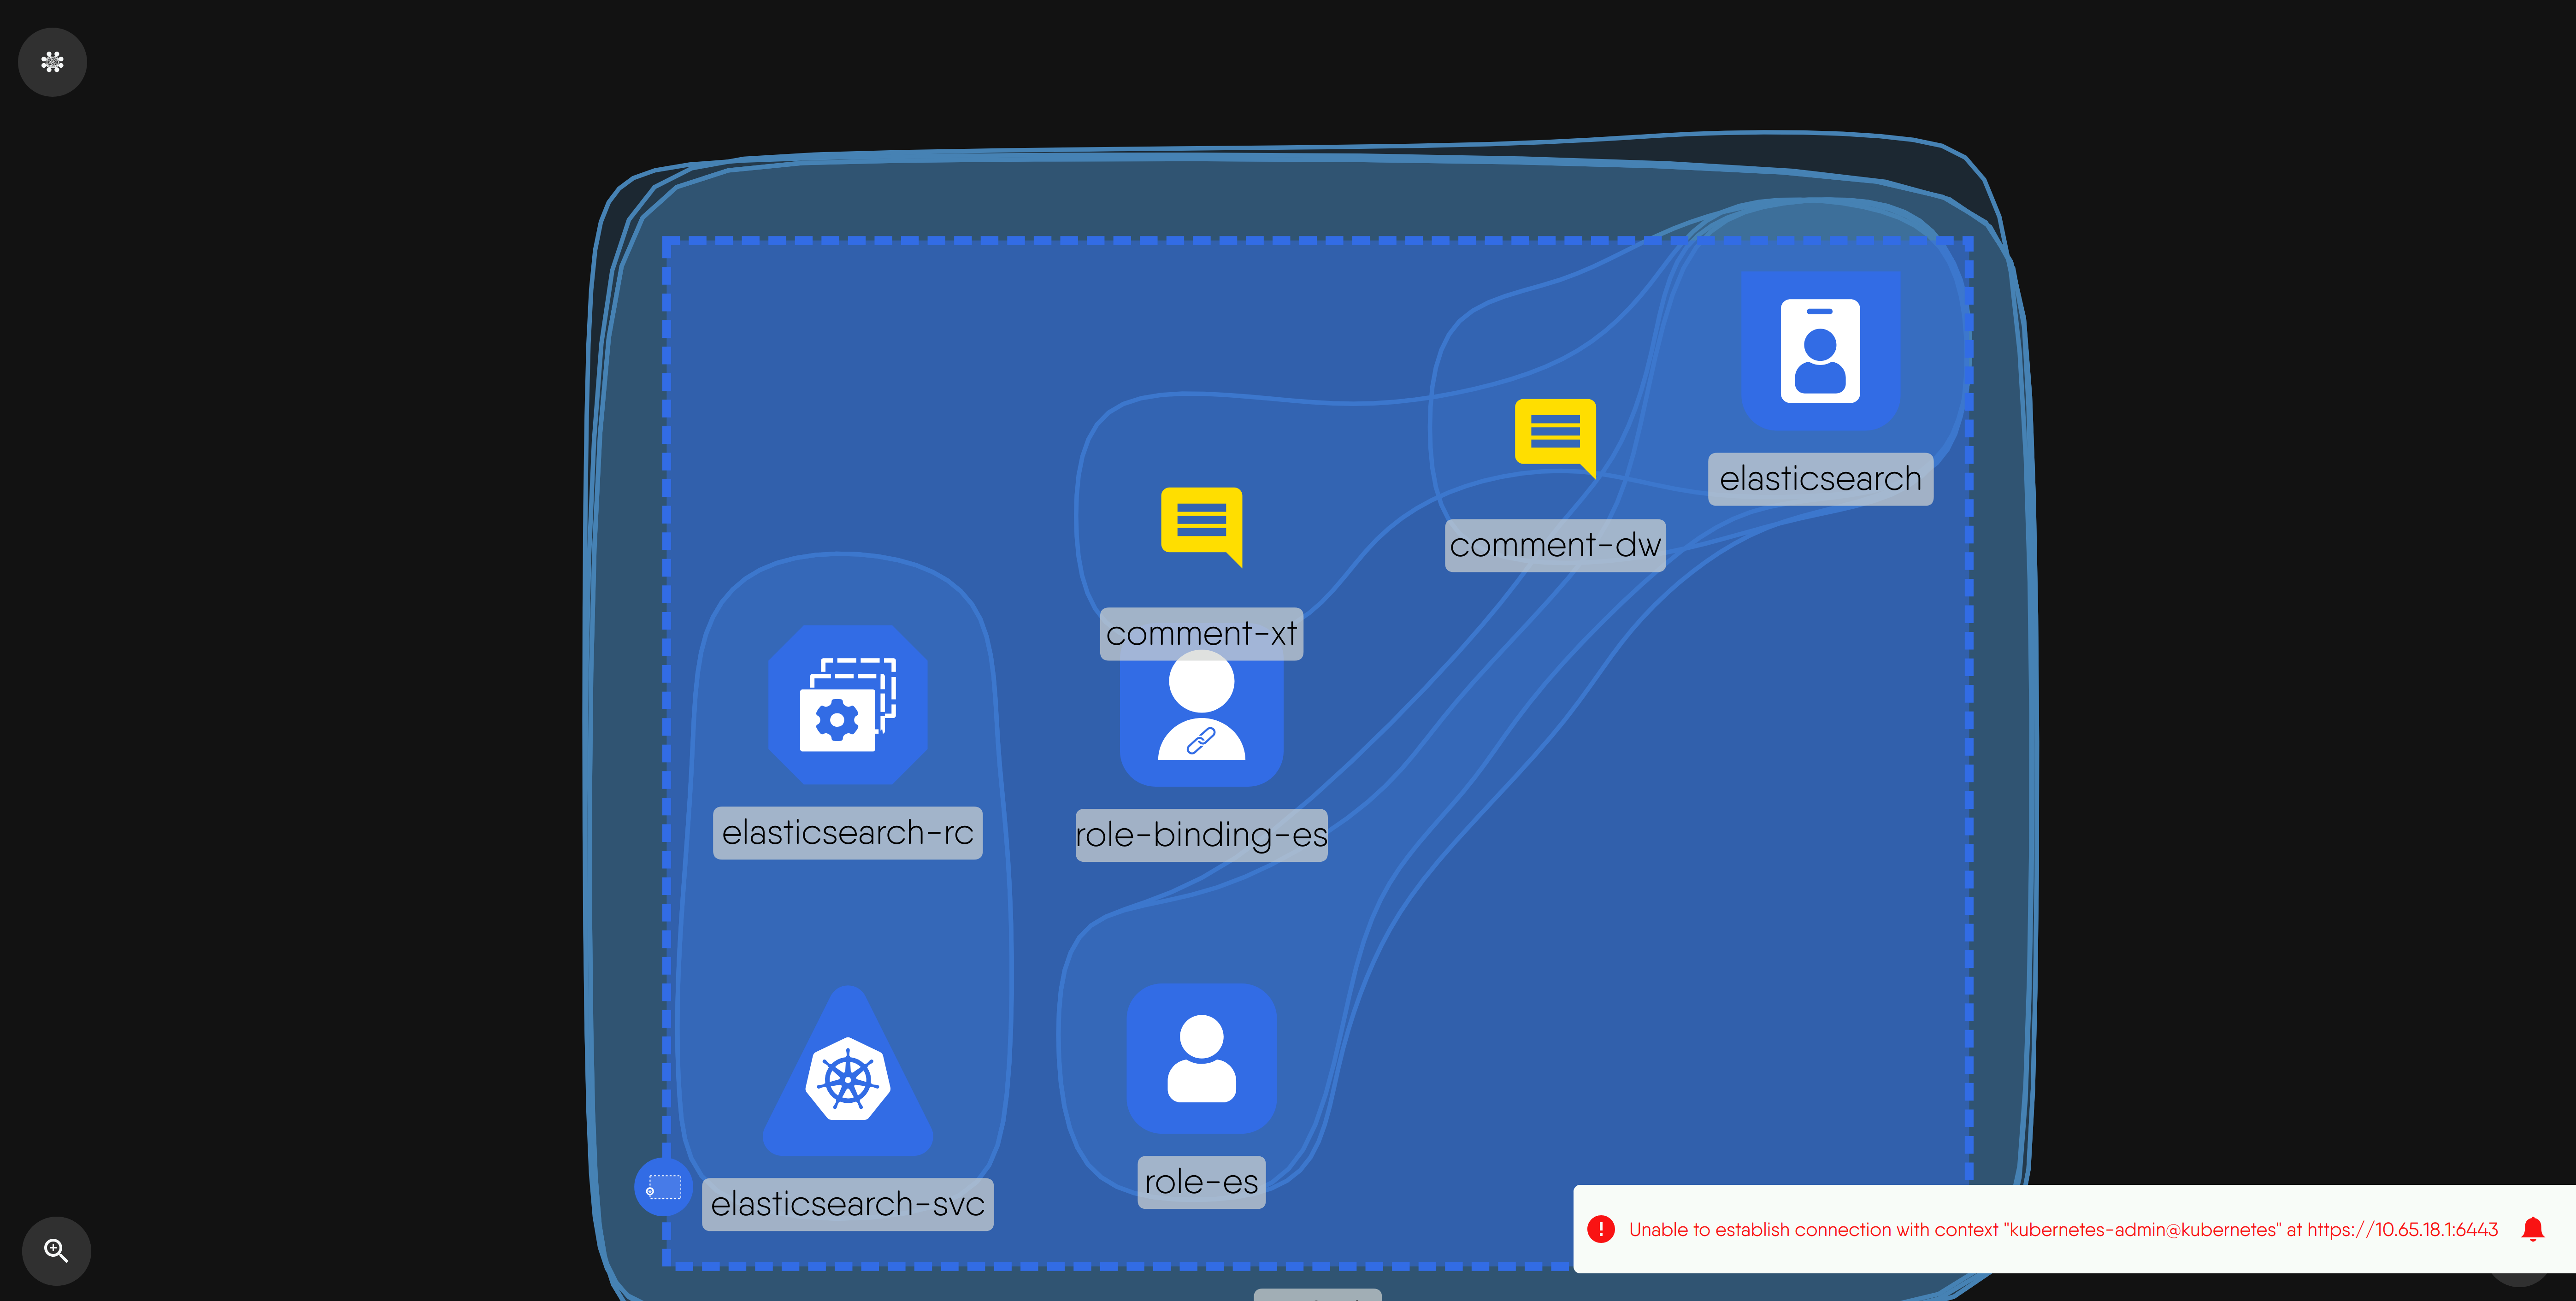 elasticsearch
comment-dw
comment-xt
elasticsearch-rc
role-binding-es
role-es
elasticsearch-svc
Unable to establish connection with context "kubernetes-admin@kubernetes" at https://10.65.18.1:6443